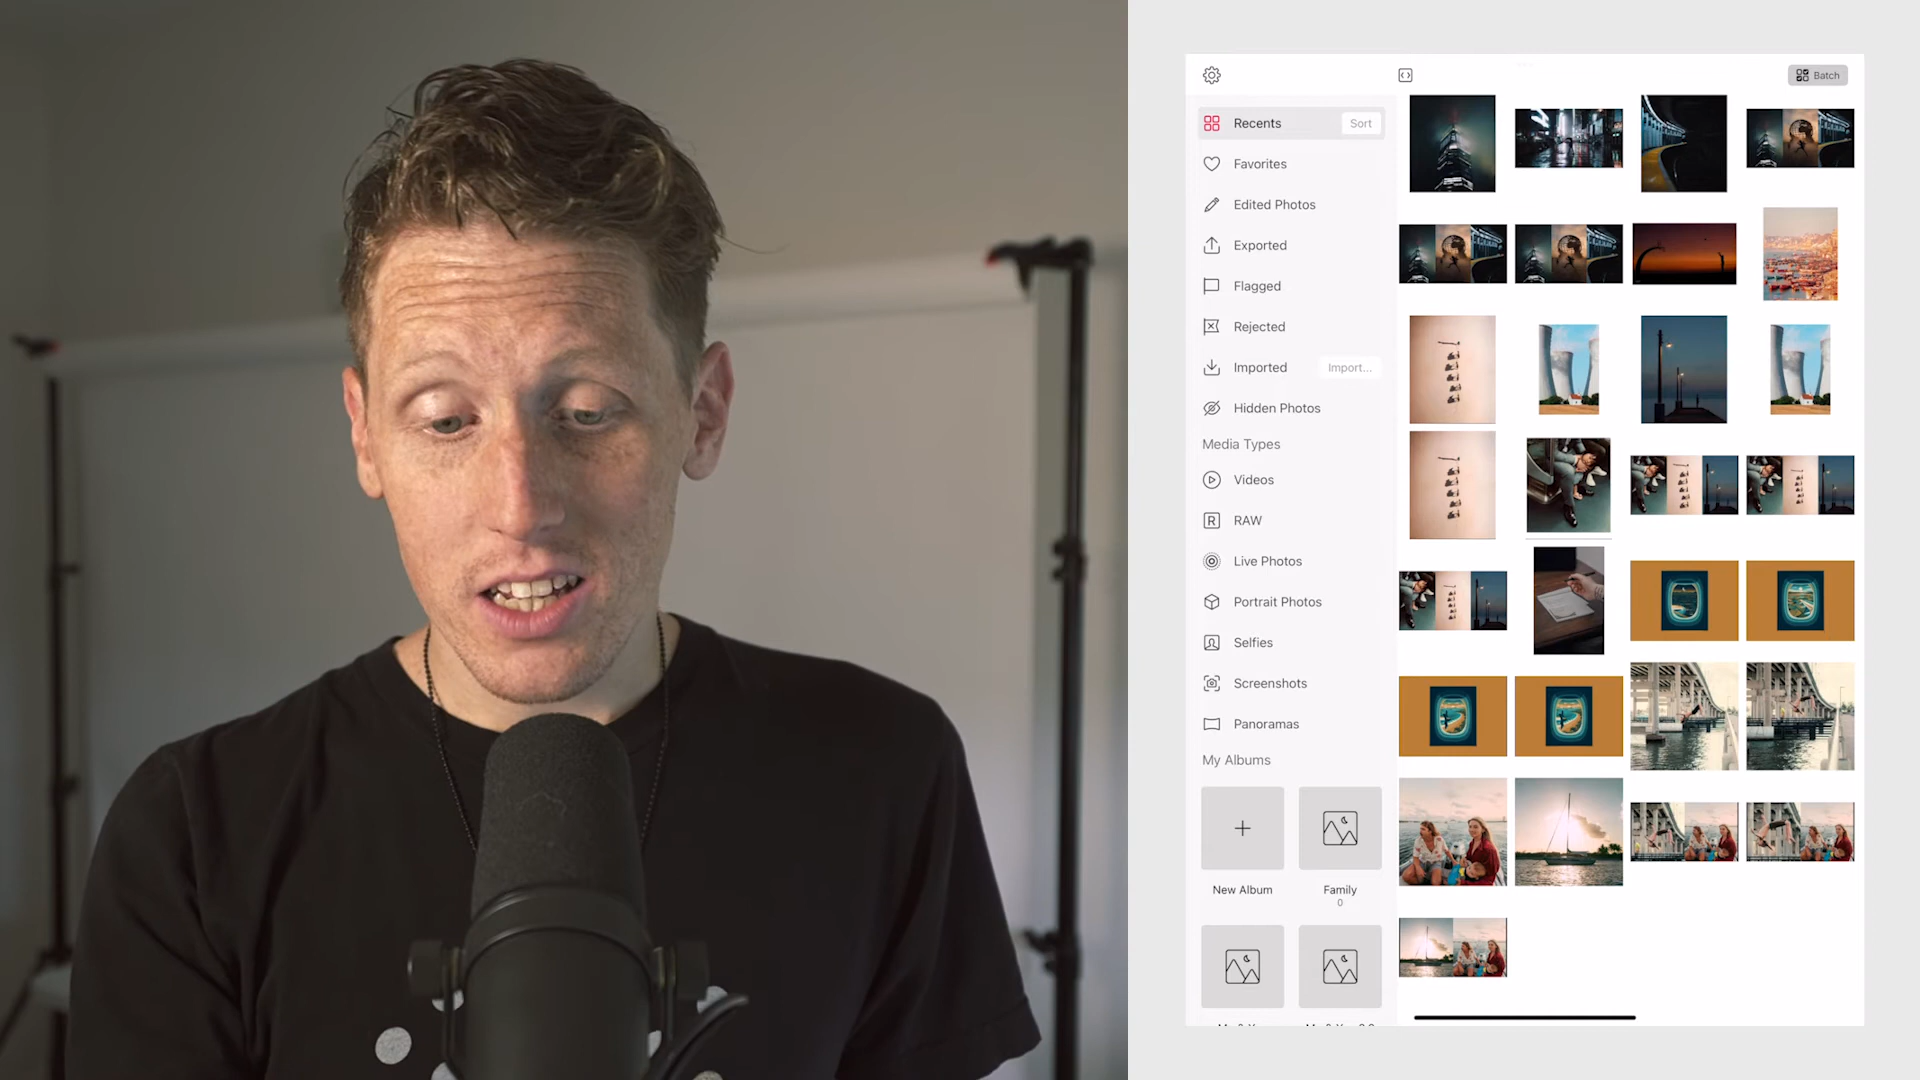 Batch
Recents Sort
Favorites
Edited Photos
Exported
Flagged
Rejected
Imported Import...
Hidden Photos
Media Types
Videos
R RAW
Live Photos
Portrait Photos
Selfies
Screenshots
Panoramas
My Albums
New Album Family
0